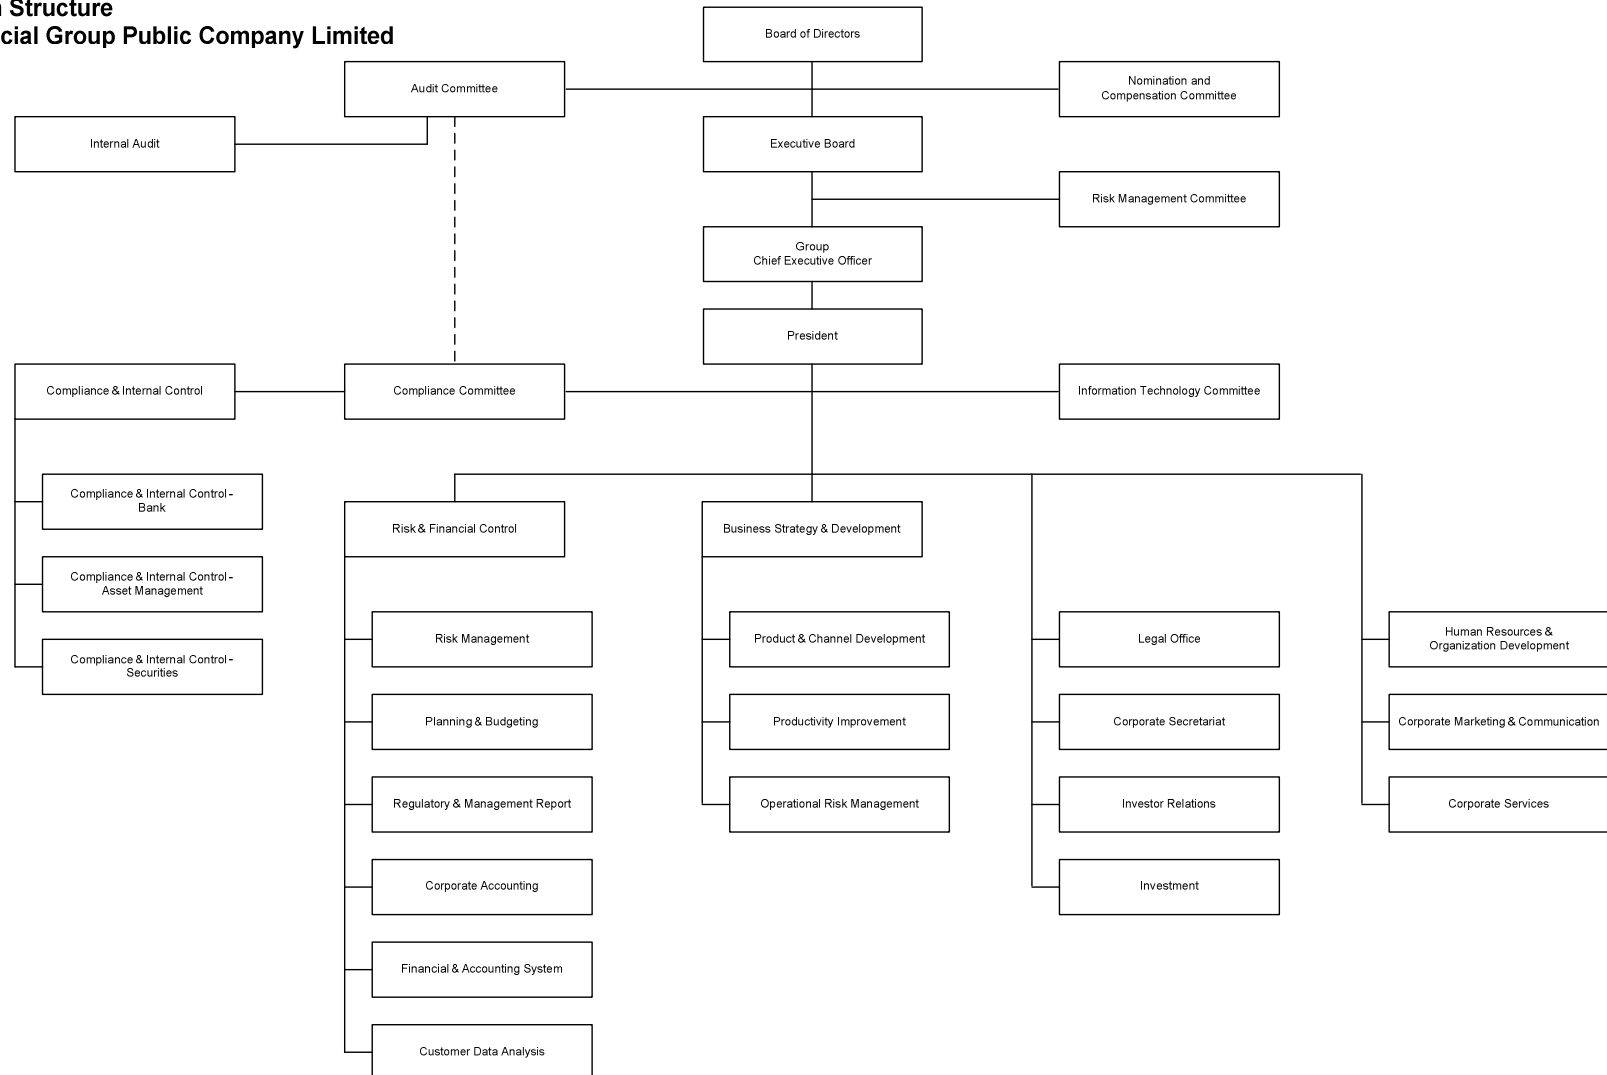 Structure
cial Group Public Company Limited
Board of Directors
Audit Committee
Nomination and
Compensation Committee
Internal Audit
Executive Board
Risk Management Committee
Group
Chief Executive Officer
President
Compliance & Internal Control
Compliance Committee
Information Technology Committee
Compliance & Internal Control -
Bank
Compliance & Internal Control -
Asset Management
Compliance & Internal Control -
Securities
Risk & Financial Control
Business Strategy & Development
Risk Management
Planning & Budgeting
Regulatory & Management Report
Corporate Accounting
Financial & Accounting System
Customer Data Analysis
Product & Channel Development
Productivity Improvement
Operational Risk Management
Legal Office
Corporate Secretariat
Investor Relations
Investment
Human Resources &
Organization Development
Corporate Marketing & Communication
Corporate Services